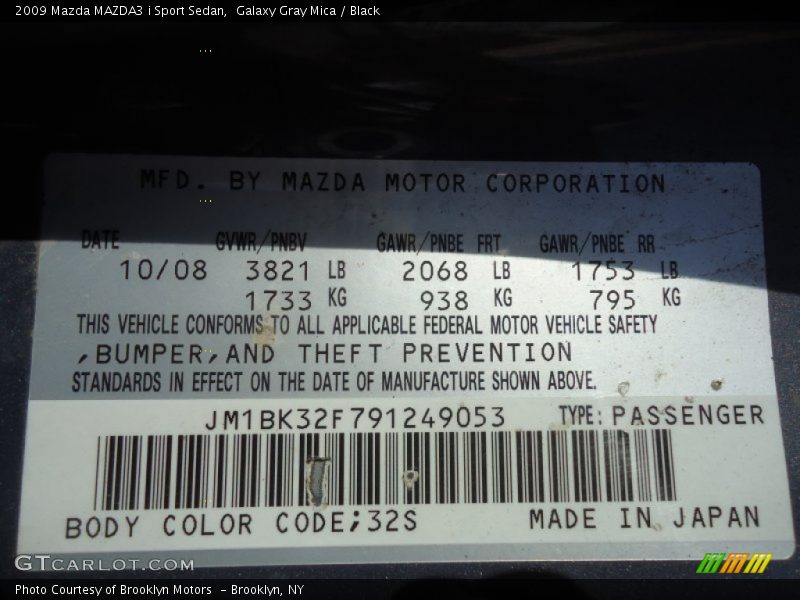 2009 Mazda MAZDA3 i Sport Sedan,  Galaxy Gray Mica / Black
MFD. BY MAZDA MOTOR CORPORATION
DATE GVWR/PNBV GAWR/PNBE FRT GAWR/PNBE RR
10/08 3821 LB 2068 LB 1753 LB
1733 KG 938 KG 795 KG
THIS VEHICLE CONFORMS TO ALL APPLICABLE FEDERAL MOTOR VEHICLE SAFETY
,BUMPER,AND THEFT PREVENTION
STANDARDS IN EFFECT ON THE DATE OF MANUFACTURE SHOWN ABOVE.
JM1BK32F791249053 TYPE: PASSENGER
BODY COLOR CODE;32S MADE IN JAPAN
GTCARLOT.COM
Photo Courtesy of Brooklyn Motors  - Brooklyn, NY